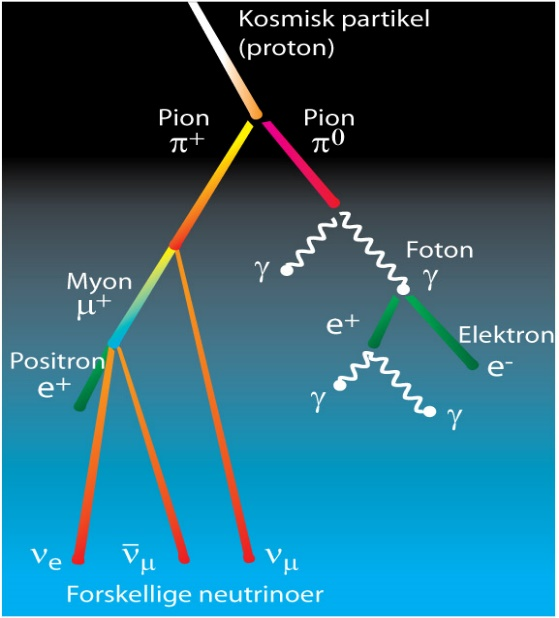 Kosmisk partikel
(proton)
Pion
π⁺
Pion
π⁰
γ
Foton
γ
Myon
μ⁺
e⁺
Elektron
e⁻
Positron
e⁺
γ
γ
νₑ
ν̅μ
νμ
Forskellige neutrinoer